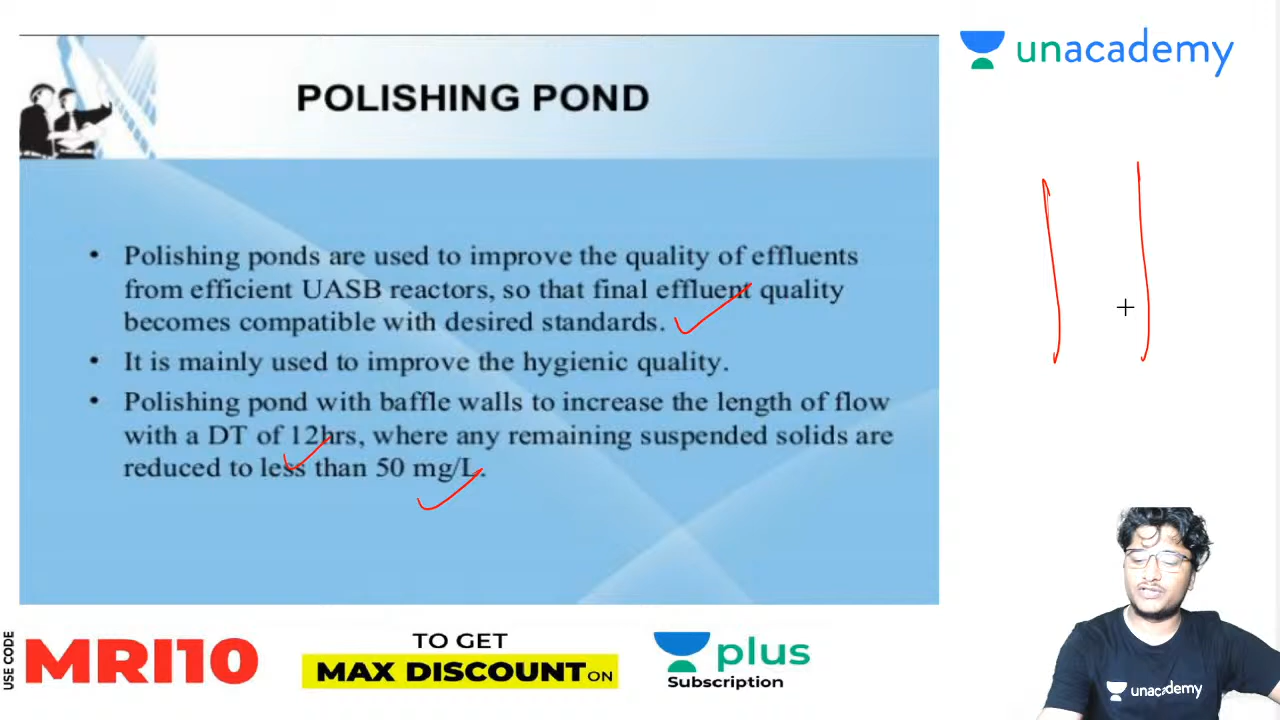 unacademy
POLISHING POND
• Polishing ponds are used to improve the quality of effluents
from efficient UASB reactors, so that final effluent quality
becomes compatible with desired standards.
• It is mainly used to improve the hygienic quality.
• Polishing pond with baffle walls to increase the length of flow
with a DT of 12hrs, where any remaining suspended solids are
reduced to less than 50 mg/L.
USE CODE
MRI10
TO GET
MAX DISCOUNT ON
plus
Subscription
unacademy